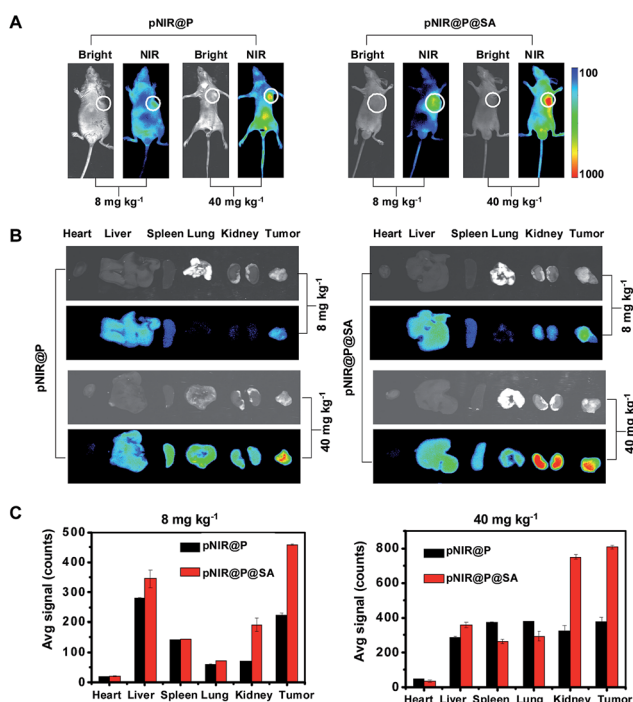 A
pNIR@P
pNIR@P@SA
Bright NIR Bright NIR
Bright NIR Bright NIR
100
1000
8 mg kg-1 40 mg kg-1
8 mg kg-1 40 mg kg-1
B
Heart Liver Spleen Lung Kidney Tumor
Heart Liver Spleen Lung Kidney Tumor
pNIR@P
8 mg kg-1
40 mg kg-1
pNIR@P@SA
8 mg kg-1
40 mg kg-1
C
8 mg kg-1
Avg signal (counts)
500
400
300
200
100
0
pNIR@P
pNIR@P@SA
Heart Liver Spleen Lung Kidney Tumor
40 mg kg-1
Avg signal (counts)
800
600
400
200
0
pNIR@P
pNIR@P@SA
Heart Liver Spleen Lung Kidney Tumor